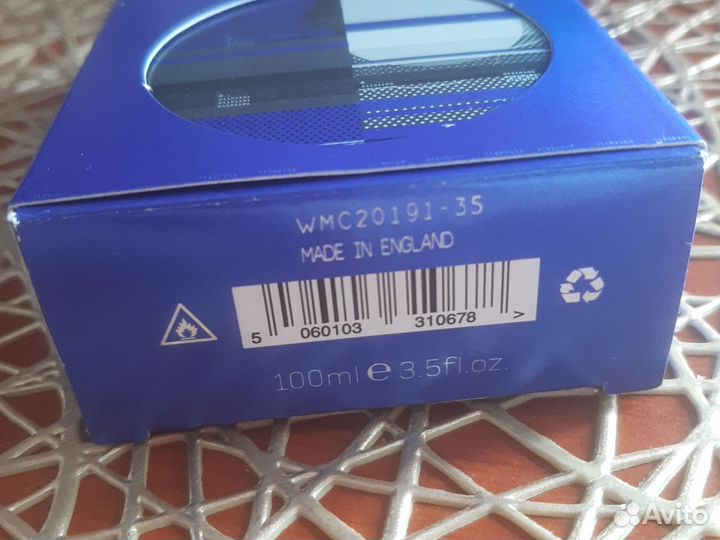 WMC20191-35
MADE IN ENGLAND
5 060103 310678 >
100ml e 3.5fl.oz.
Avito